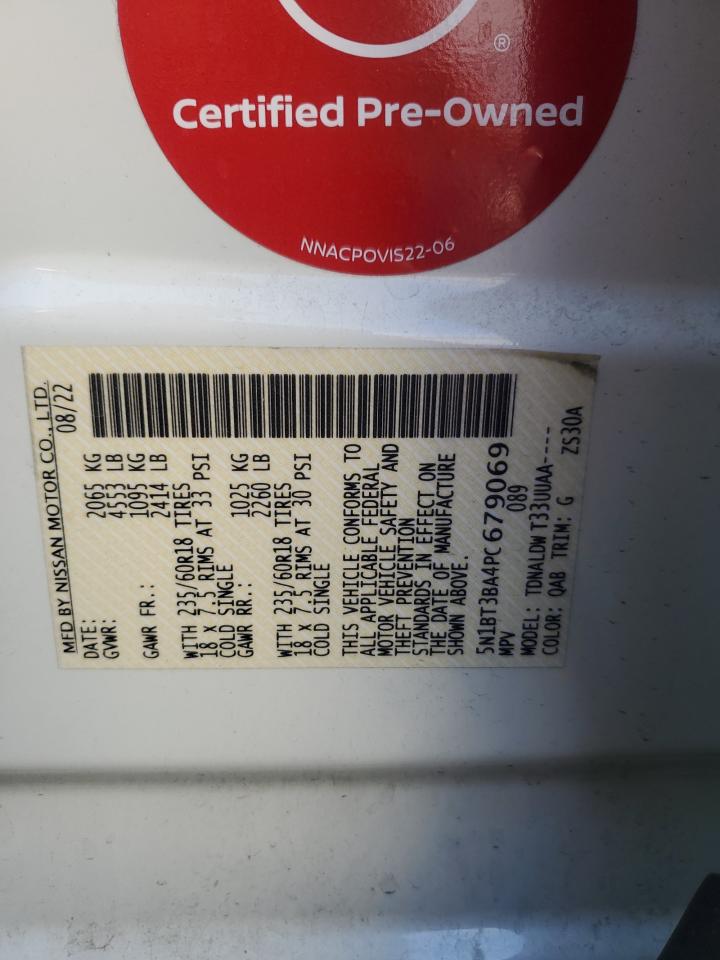 ®
Certified Pre-Owned
NNACPOVIS22-06
MFD BY NISSAN MOTOR CO., LTD.
DATE: 08/22
GVWR: 2065 KG
4553 LB
GAWR FR.: 1095 KG
2414 LB
WITH 235/60R18 TIRES
18 X 7.5 RIMS AT 33 PSI
COLD SINGLE
GAWR RR.: 1025 KG
2260 LB
WITH 235/60R18 TIRES
18 X 7.5 RIMS AT 30 PSI
COLD SINGLE
THIS VEHICLE CONFORMS TO
ALL APPLICABLE FEDERAL
MOTOR VEHICLE SAFETY AND
THEFT PREVENTION
STANDARDS IN EFFECT ON
THE DATE OF MANUFACTURE
SHOWN ABOVE.
5N1BT3BA4PC679069
MPV 089
MODEL: TDNALDW T33UUAA----
COLOR: QAB TRIM: G ZS30A